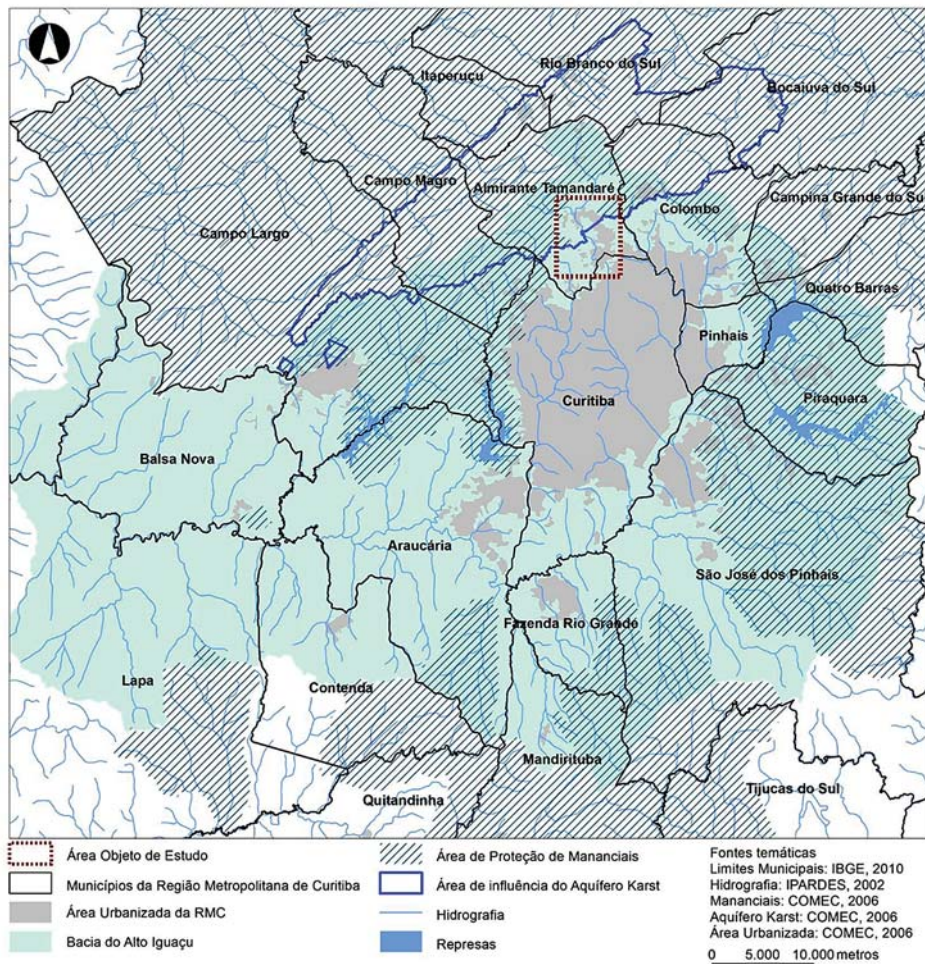 Rio Branco do Sul
Itaperuçu
Bocaiuva do Sul
Campo Magro
Almirante Tamandaré
Colombo
Campina Grande do Sul
Campo Largo
Quatro Barras
Pinhais
Curitiba
Piraquara
Balsa Nova
Araucária
São José dos Pinhais
Fazenda Rio Grande
Lapa
Contenda
Mandirituba
Quitandinha
Tijucas do Sul
Área Objeto de Estudo
Municípios da Região Metropolitana de Curitiba
Área Urbanizada da RMC
Bacia do Alto Iguaçu
Área de Proteção de Mananciais
Área de influência do Aquífero Karst
Hidrografia
Represas
Fontes temáticas
Limites Municipais: IBGE, 2010
Hidrografia: IPARDES, 2002
Mananciais: COMEC, 2006
Aquífero Karst: COMEC, 2006
Área Urbanizada: COMEC, 2006
0 5.000 10.000 metros